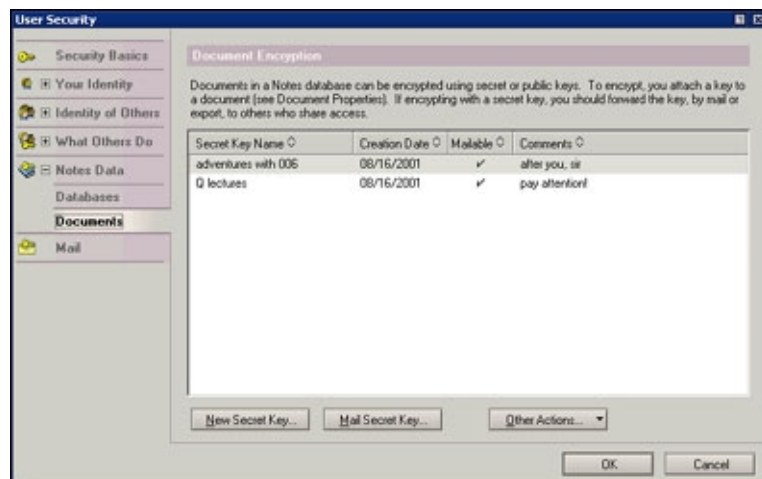 User Security
Security Basics
Your Identity
Identity of Others
What Others Do
Notes Data
Databases
Documents
Mail
Document Encryption
Documents in a Notes database can be encrypted using secret or public keys. To encrypt, you attach a key to
a document (see Document Properties). If encrypting with a secret key, you should forward the key, by mail or
export, to others who share access.
Secret Key Name Creation Date Mailable Comments
adventures with 006 08/16/2001 ✓ after you, sir
Q lectures 08/16/2001 ✓ pay attention!
New Secret Key... Mail Secret Key... Other Actions...
OK Cancel